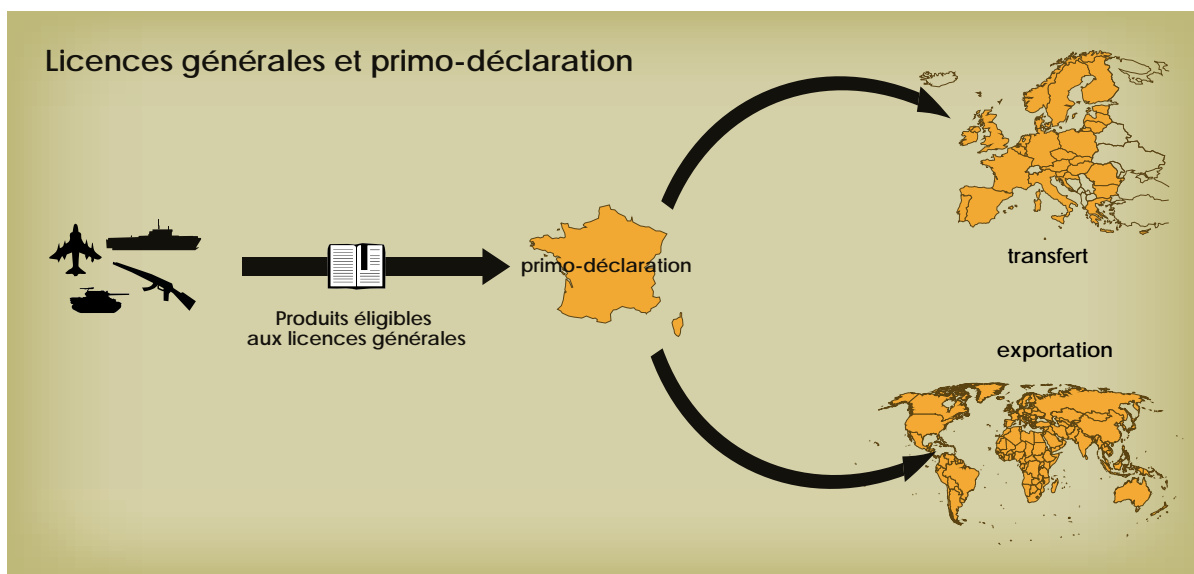 Licences générales et primo-déclaration
Produits éligibles
aux licences générales
primo-déclaration
transfert
exportation